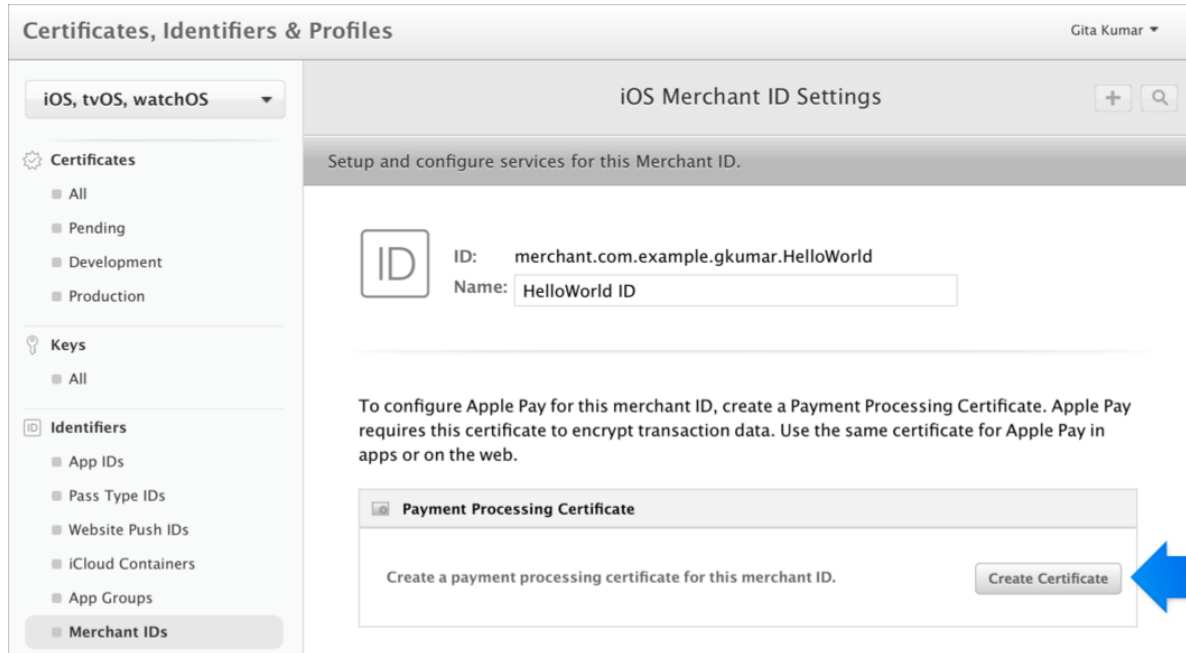 Certificates, Identifiers & Profiles
Gita Kumar
iOS, tvOS, watchOS
iOS Merchant ID Settings
Certificates
All
Pending
Development
Production
Keys
All
ID Identifiers
App IDs
Pass Type IDs
Website Push IDs
iCloud Containers
App Groups
Merchant IDs
Setup and configure services for this Merchant ID.
ID
ID: merchant.com.example.gkumar.HelloWorld
Name: HelloWorld ID
To configure Apple Pay for this merchant ID, create a Payment Processing Certificate. Apple Pay
requires this certificate to encrypt transaction data. Use the same certificate for Apple Pay in
apps or on the web.
Payment Processing Certificate
Create a payment processing certificate for this merchant ID.
Create Certificate